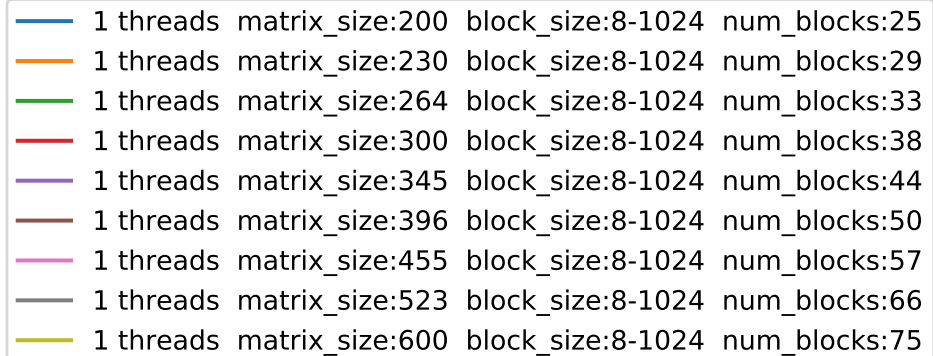 1 threads matrix_size:200 block_size:8-1024 num_blocks:25
1 threads matrix_size:230 block_size:8-1024 num_blocks:29
1 threads matrix_size:264 block_size:8-1024 num_blocks:33
1 threads matrix_size:300 block_size:8-1024 num_blocks:38
1 threads matrix_size:345 block_size:8-1024 num_blocks:44
1 threads matrix_size:396 block_size:8-1024 num_blocks:50
1 threads matrix_size:455 block_size:8-1024 num_blocks:57
1 threads matrix_size:523 block_size:8-1024 num_blocks:66
1 threads matrix_size:600 block_size:8-1024 num_blocks:75